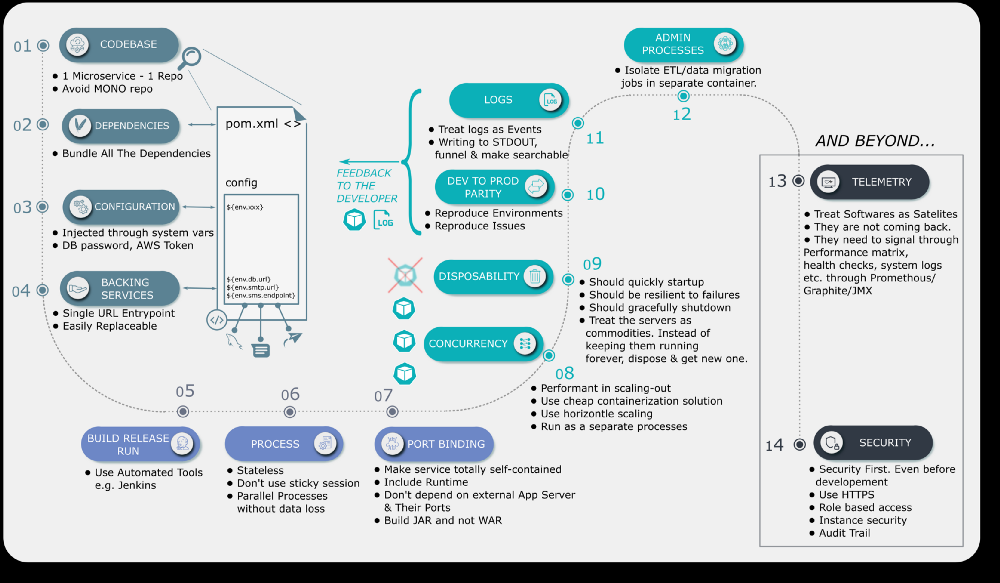 01
CODEBASE
● 1 Microservice - 1 Repo
● Avoid MONO repo
02
DEPENDENCIES
● Bundle All The Dependencies
03
CONFIGURATION
● Injected through system vars
● DB password, AWS Token
04
BACKING
SERVICES
● Single URL Entrypoint
● Easily Replaceable
pom.xml <>
config
${env.xxx}
${env.db.url}
${env.smtp.url}
${env.sms.endpoint}
</>
05
BUILD RELEASE
RUN
● Use Automated Tools
e.g. Jenkins
06
PROCESS
● Stateless
● Don't use sticky session
● Parallel Processes
without data loss
07
PORT BINDING
● Make service totally self-contained
● Include Runtime
● Don't depend on external App Server
& Their Ports
● Build JAR and not WAR
08
CONCURRENCY
● Performant in scaling-out
● Use cheap containerization solution
● Use horizontle scaling
● Run as a separate processes
09
DISPOSABILITY
● Should quickly startup
● Should be resilient to failures
● Should gracefully shutdown
● Treat the servers as
commodities. Instead of
keeping them running
forever, dispose & get new one.
10
DEV TO PROD
PARITY
● Reproduce Environments
● Reproduce Issues
11
LOGS
LOG
● Treat logs as Events
● Writing to STDOUT,
funnel & make searchable
FEEDBACK
TO THE
DEVELOPER
LOG
12
ADMIN
PROCESSES
● Isolate ETL/data migration
jobs in separate container.
AND BEYOND...
13
TELEMETRY
● Treat Softwares as Satelites
● They are not coming back.
● They need to signal through
Performance matrix,
health checks, system logs
etc. through Promethous/
Graphite/JMX
14
SECURITY
● Security First. Even before
developement
● Use HTTPS
● Role based access
● Instance security
● Audit Trail